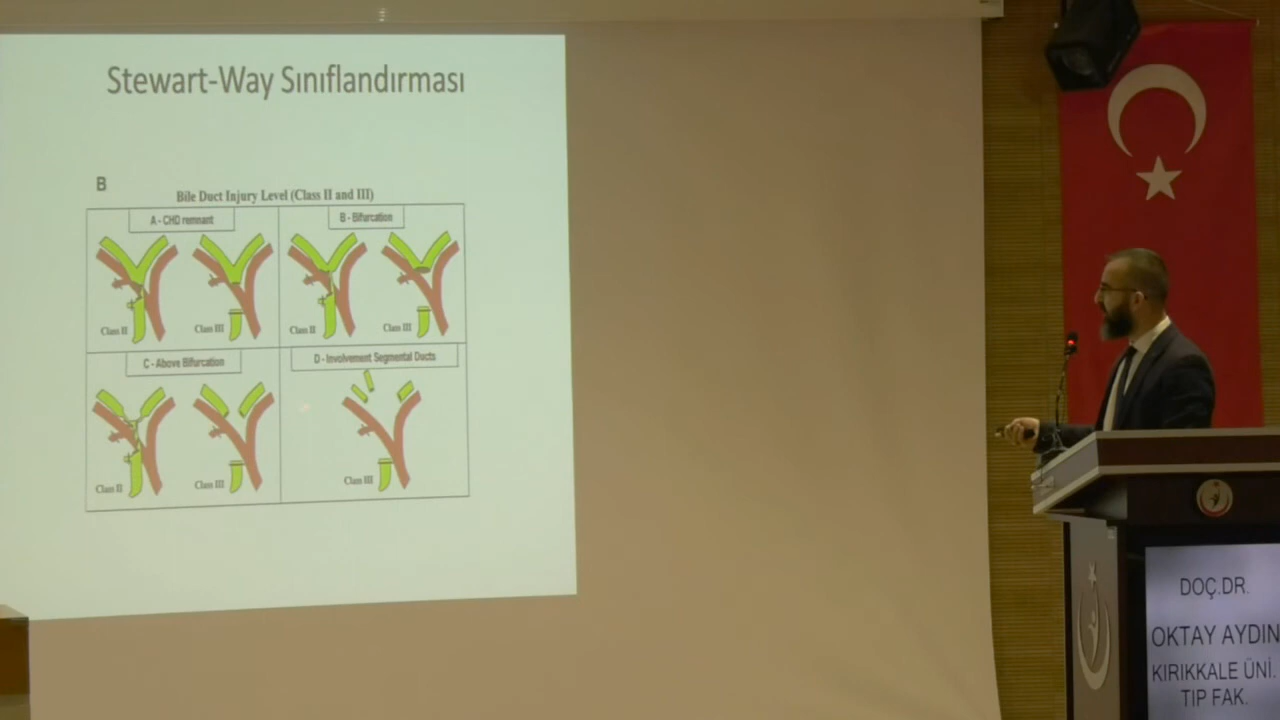 Stewart-Way Sınıflandırması
B
Bile Duct Injury Level (Class II and III)
A - CHD remnant
B - Bifurcation
Class II
Class III
Class II
Class III
C - Above Bifurcation
D - Involvement Segmental Ducts
Class II
Class III
Class III
DOÇ.DR.
OKTAY AYDIN
KIRIKKALE ÜNİ.
TIP FAK.